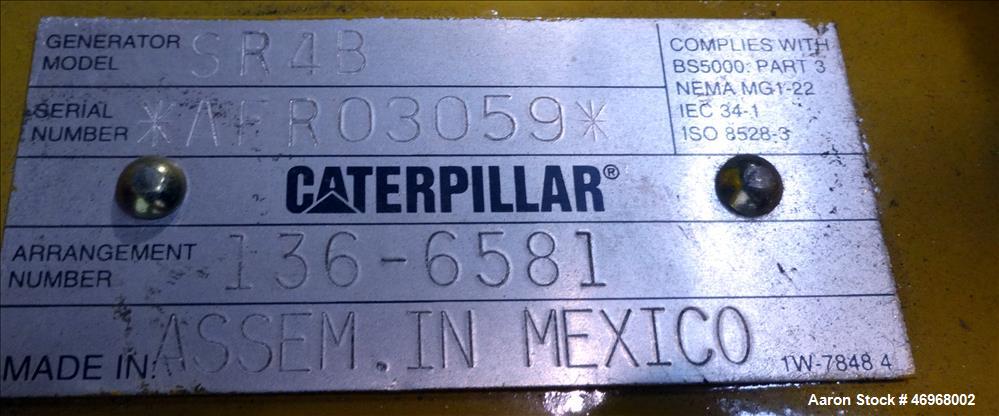 GENERATOR MODEL SR4B
SERIAL NUMBER *AFR03059*
COMPLIES WITH
BS5000: PART 3
NEMA MG1-22
IEC 34-1
ISO 8528-3
CATERPILLAR®
ARRANGEMENT NUMBER 136-6581
MADE IN: ASSEM.IN MEXICO
1W-7848 4
Aaron Stock # 46968002